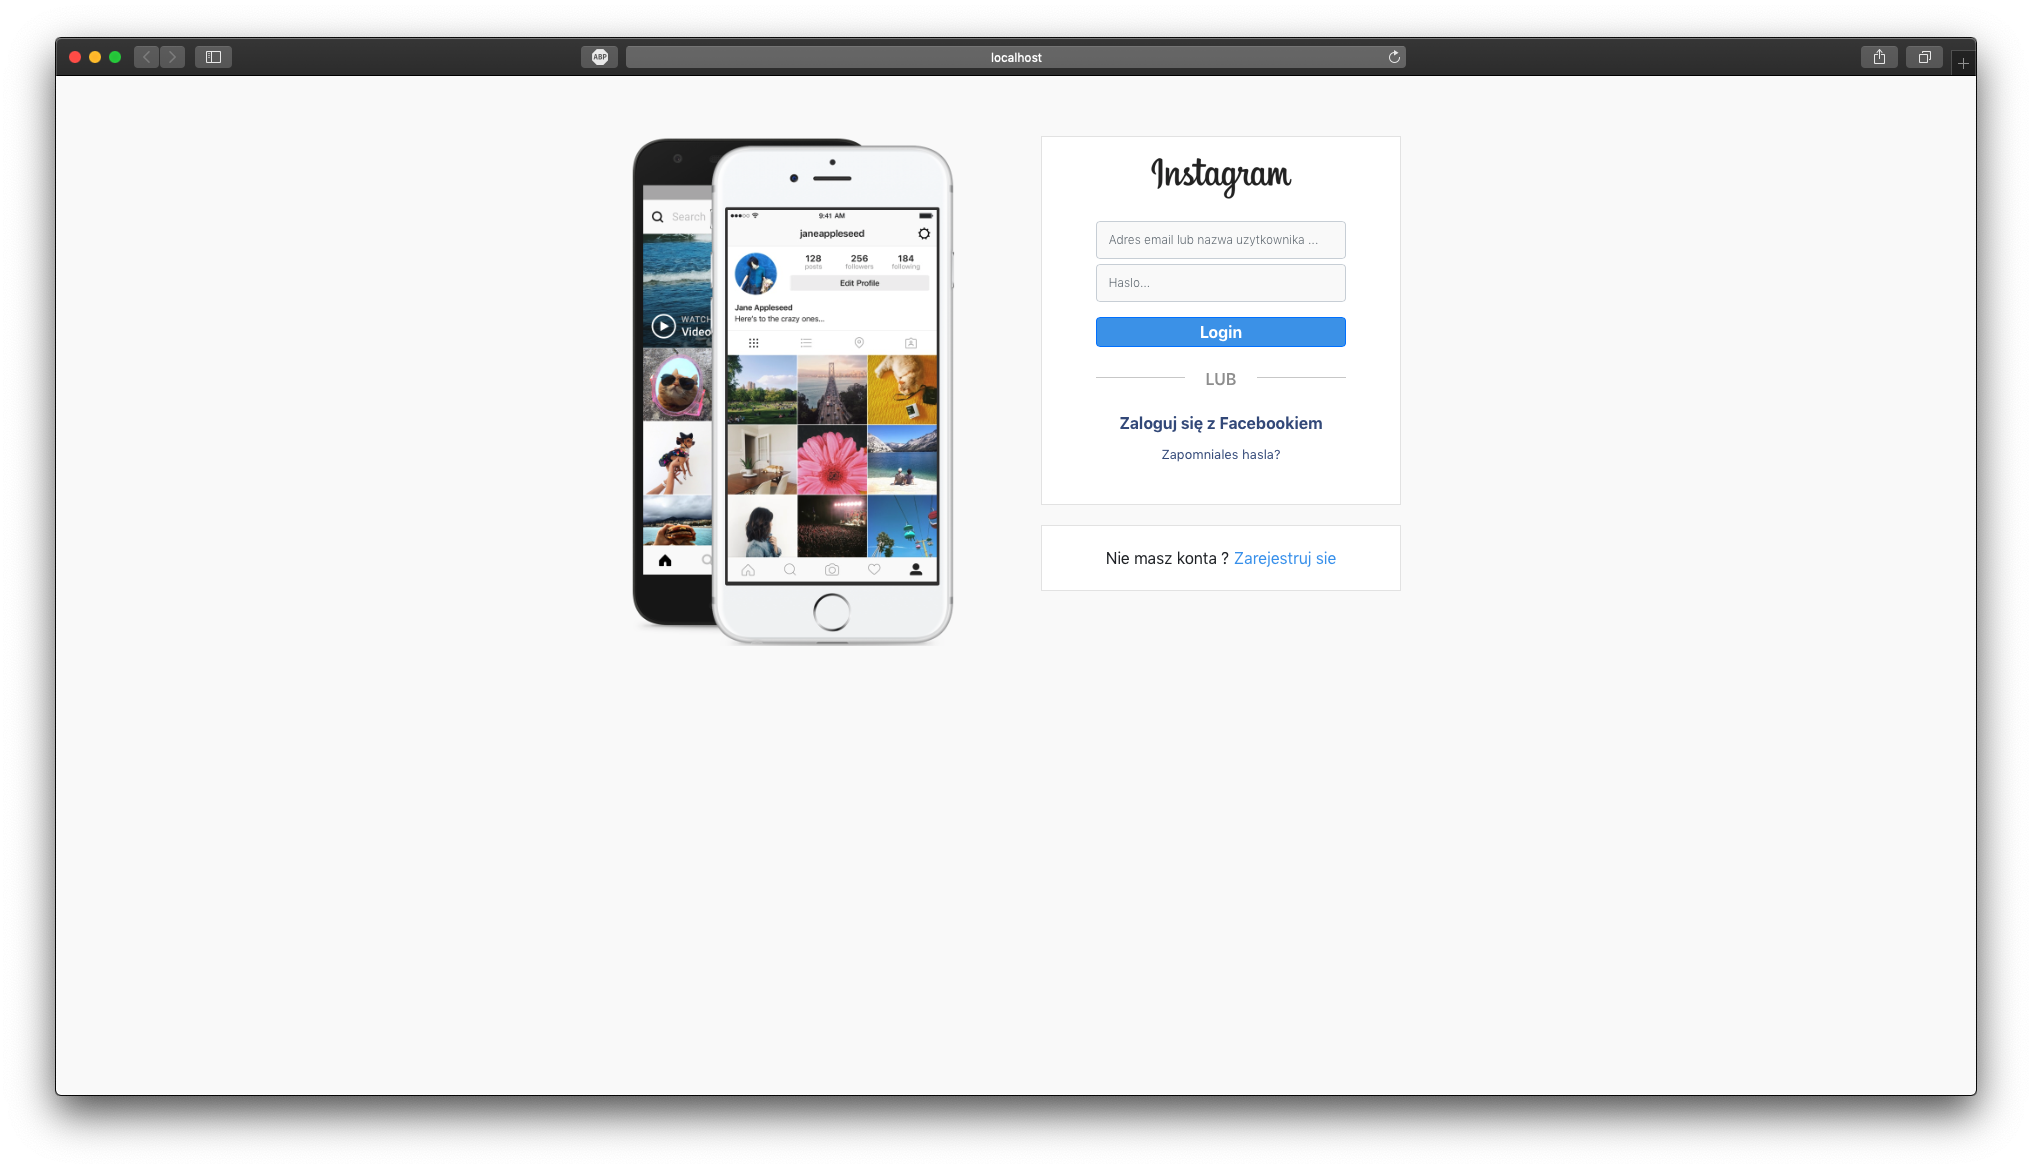 ABP
localhost
Search
WATCH
Video
9:41 AM
janeappleseed
128 256 184
posts followers following
Edit Profile
Jane Appleseed
Here's to the crazy ones...
Instagram
Adres email lub nazwa uzytkownika ...
Haslo...
Login
LUB
Zaloguj się z Facebookiem
Zapomniales hasla?
Nie masz konta ? Zarejestruj sie